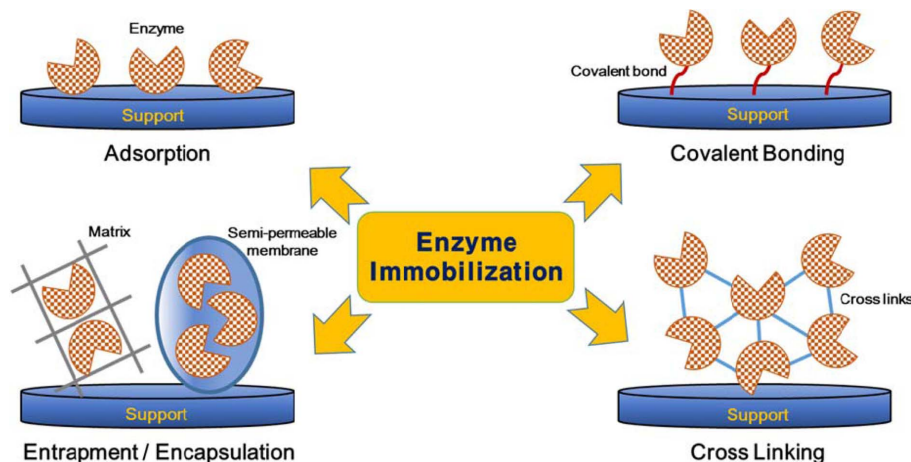 Enzyme
Support
Adsorption
Covalent bond
Support
Covalent Bonding
Enzyme
Immobilization
Matrix
Semi-permeable
membrane
Support
Entrapment / Encapsulation
Cross links
Support
Cross Linking